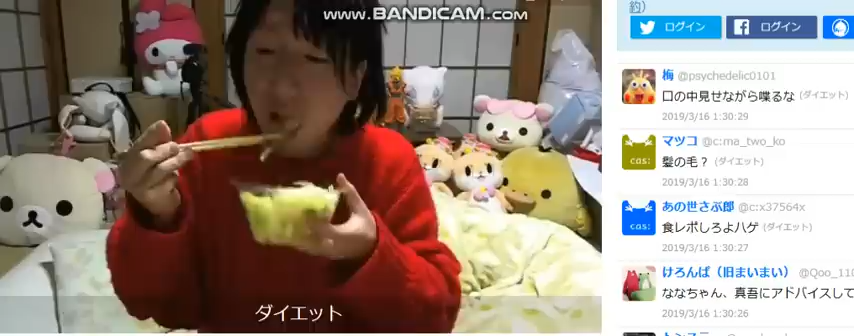 www.BANDICAM.com
ダイエット
約）
ログイン
ログイン
梅 @psychedelic0101
口の中見せながら喋るな (ダイエット)
2019/3/16 1:30:29
マツコ @c:ma_two_ko
髪の毛？ (ダイエット)
2019/3/16 1:30:28
cas:
あの世さぶ郎 @c:x37564x
食レポしろよハゲ (ダイエット)
2019/3/16 1:30:27
cas:
けろんぱ（旧まいまい） @Qoo_110
ななちゃん、真吾にアドバイスして
2019/3/16 1:30:26